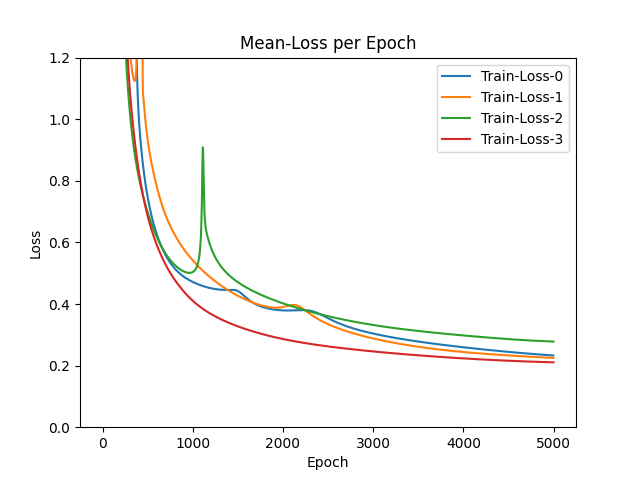 Mean-Loss per Epoch
1.2
1.0
0.8
0.6
0.4
0.2
0.0
Loss
Train-Loss-0
Train-Loss-1
Train-Loss-2
Train-Loss-3
0 1000 2000 3000 4000 5000
Epoch